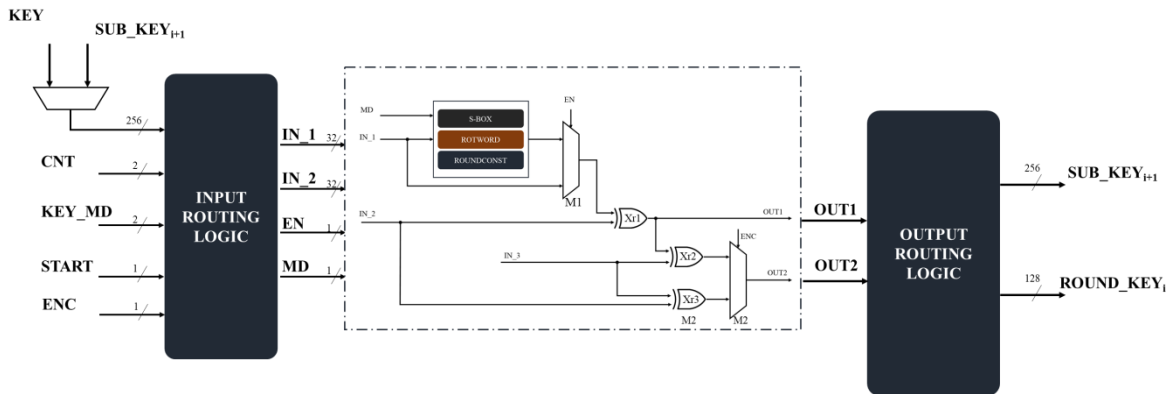 KEY
SUB_KEYi+1
256
CNT
2
KEY_MD
2
START
1
ENC
1
INPUT
ROUTING
LOGIC
IN_1
32
IN_2
32
EN
1
MD
1
MD
IN_1
S-BOX
ROTWORD
ROUNDCONST
EN
M1
IN_2
Xr1
OUT1
IN_3
Xr2
ENC
OUT2
Xr3
M2
M2
OUT1
OUT2
OUTPUT
ROUTING
LOGIC
256
SUB_KEYi+1
128
ROUND_KEYi